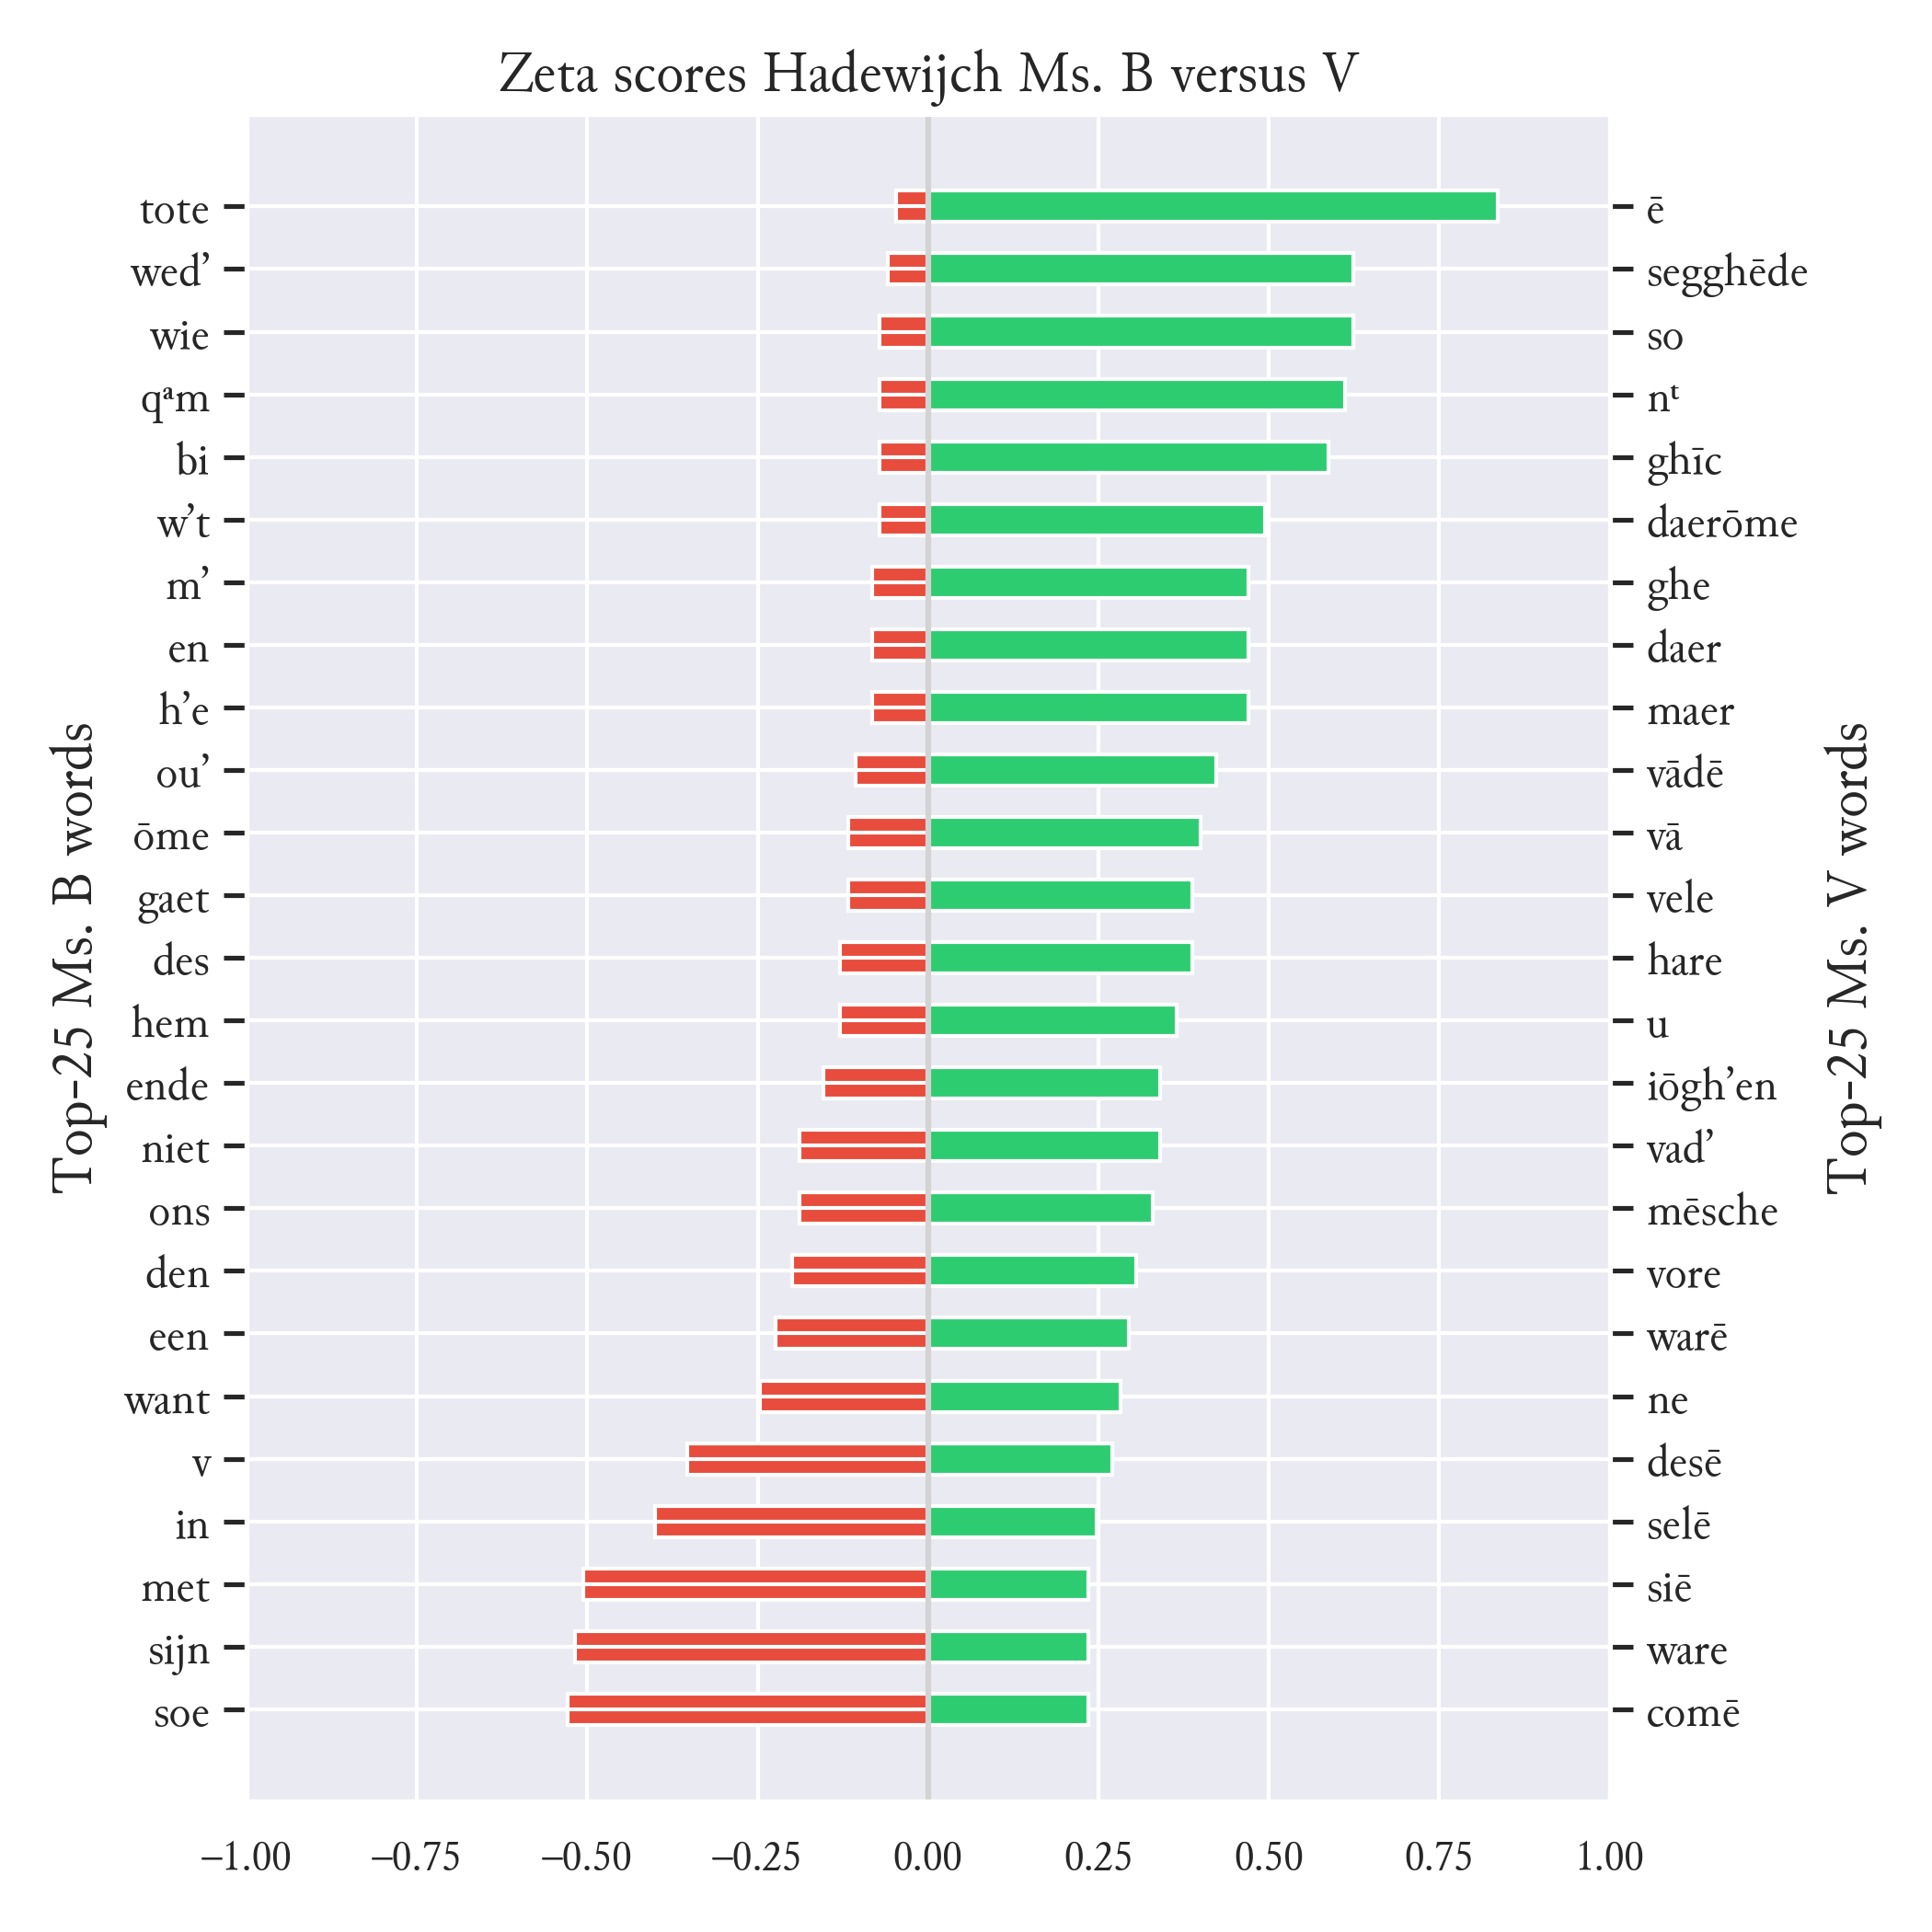 Zeta scores Hadewijch Ms. B versus V
Top-25 Ms. B words
Top-25 Ms. V words
tote ē
wed’ segghēde
wie so
qᵃm nᵗ
bi ghīc
w’t daerōme
m’ ghe
en daer
h’e maer
ou’ vādē
ōme vā
gaet vele
des hare
hem u
ende iōgh’en
niet vad’
ons mēsche
den vore
een warē
want ne
v desē
in selē
met siē
sijn ware
soe comē
−1.00 −0.75 −0.50 −0.25 0.00 0.25 0.50 0.75 1.00